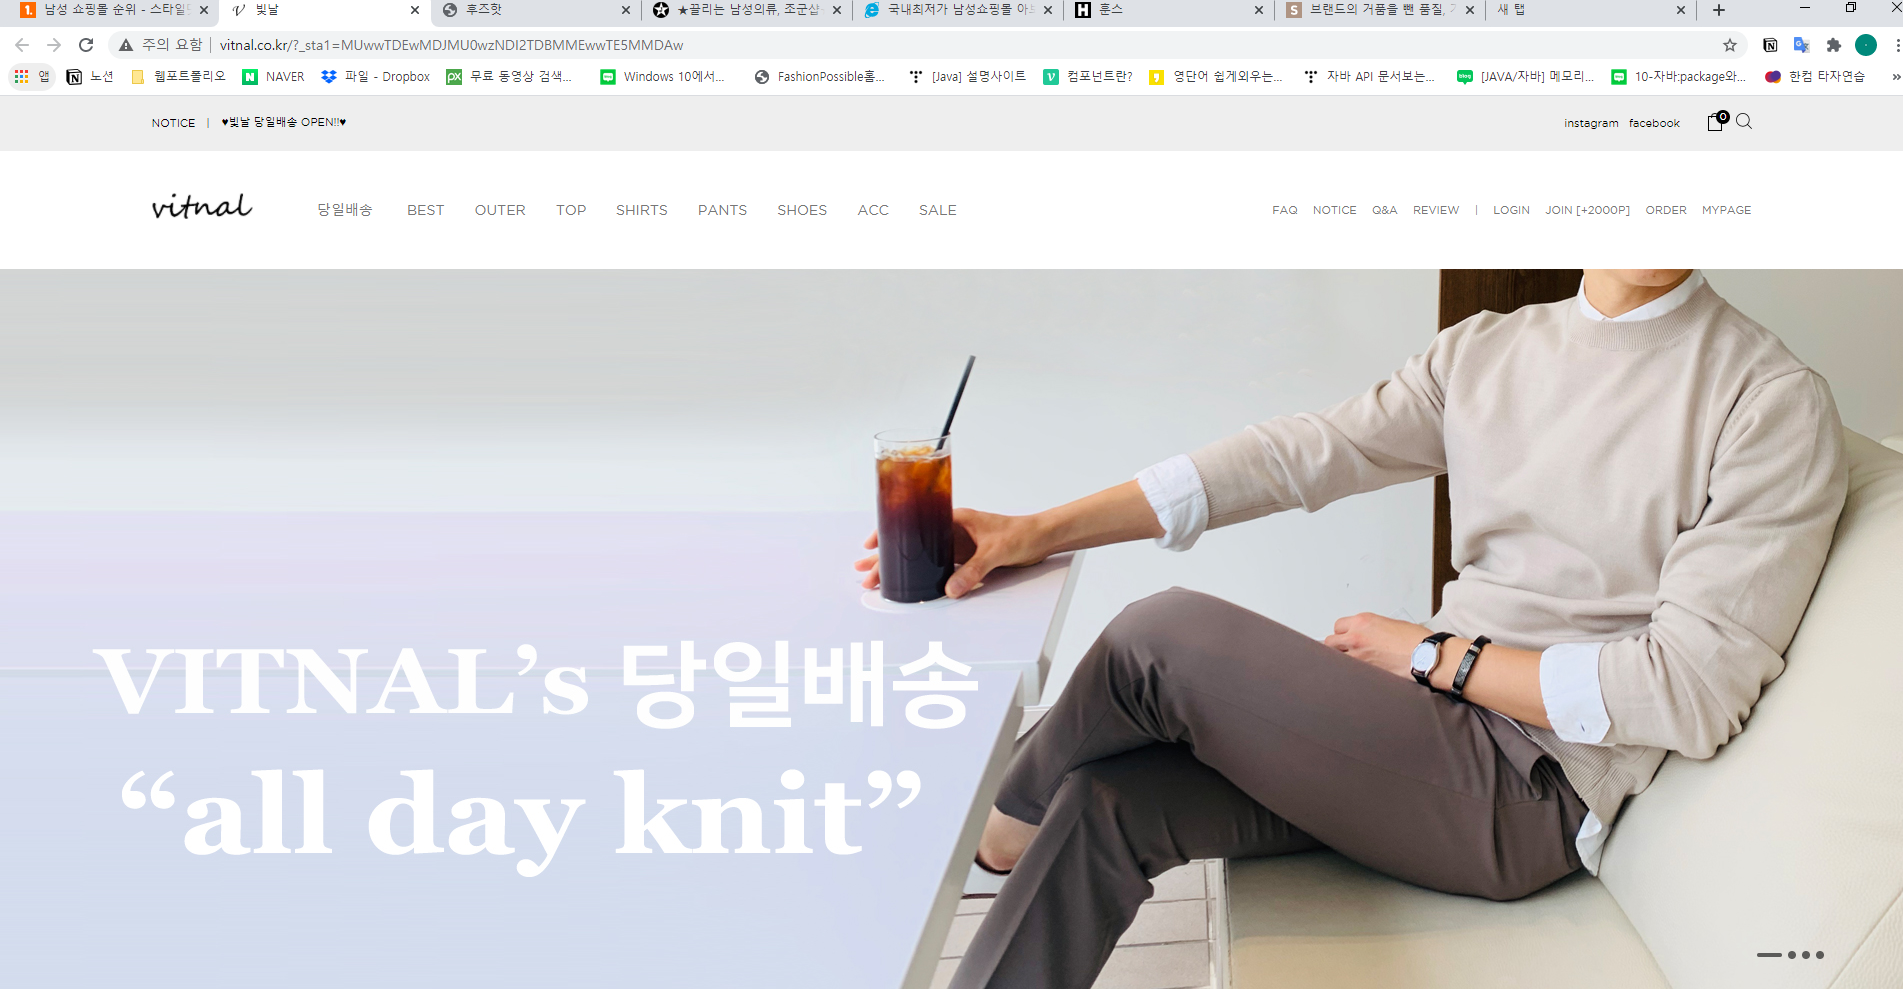 남성 쇼핑몰 순위 - 스타일
빛날
후즈핫
★끌리는 남성의류, 조군샵
국내최저가 남성쇼핑몰
훈스
브랜드의 거품을 뺀 품질,
새 탭
주의 요함 | vitnal.co.kr/?_sta1=MUwwTDEwMDJMU0wzNDI2TDBMMEwwTE5MMDAw
앱
노션
웹포트폴리오
NAVER
파일 - Dropbox
무료 동영상 검색...
Windows 10에서...
FashionPossible홈...
[Java] 설명사이트
컴포넌트란?
영단어 쉽게외우는...
자바 API 문서보는...
[JAVA/자바] 메모리...
10-자바:package와...
한컴 타자연습
»
NOTICE | ♥빛날 당일배송 OPEN!!♥
instagram facebook 0
vitnal
당일배송 BEST OUTER TOP SHIRTS PANTS SHOES ACC SALE
FAQ NOTICE Q&A REVIEW | LOGIN JOIN [+2000P] ORDER MYPAGE
VITNAL’s 당일배송
“all day knit”